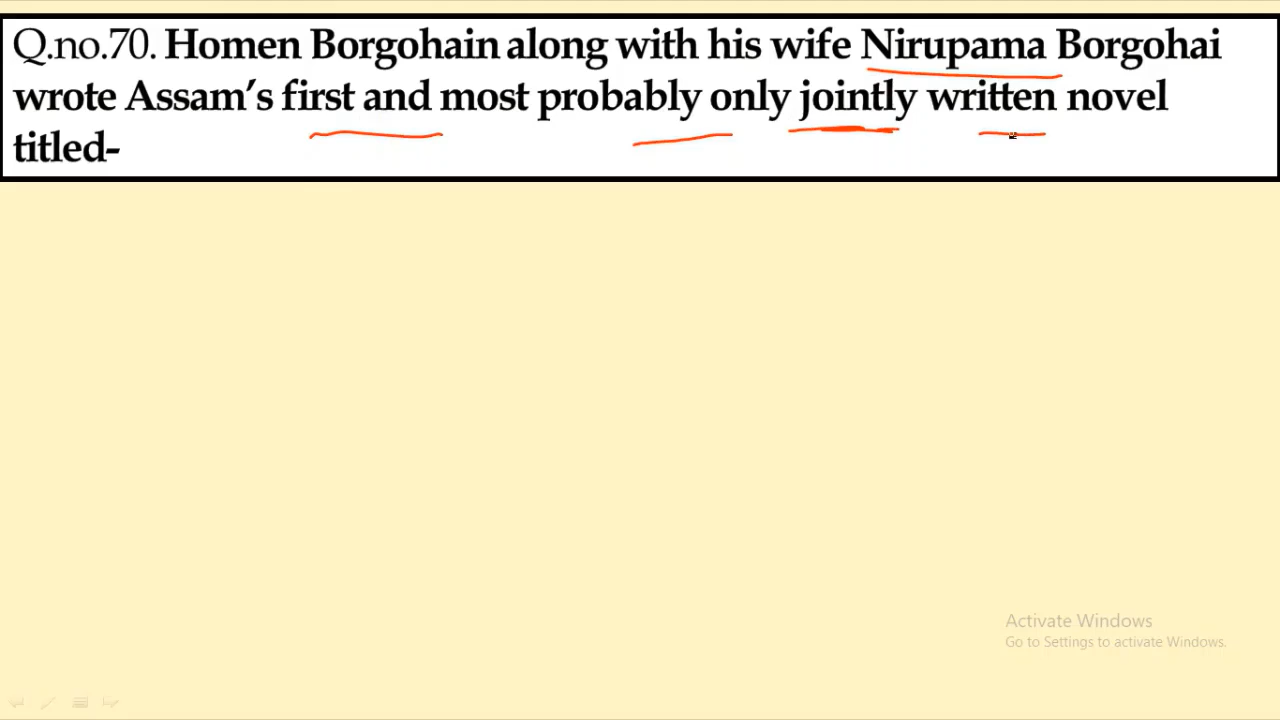 Q.no.70. Homen Borgohain along with his wife Nirupama Borgohai
wrote Assam's first and most probably only jointly written novel
titled-
Activate Windows
Go to Settings to activate Windows.